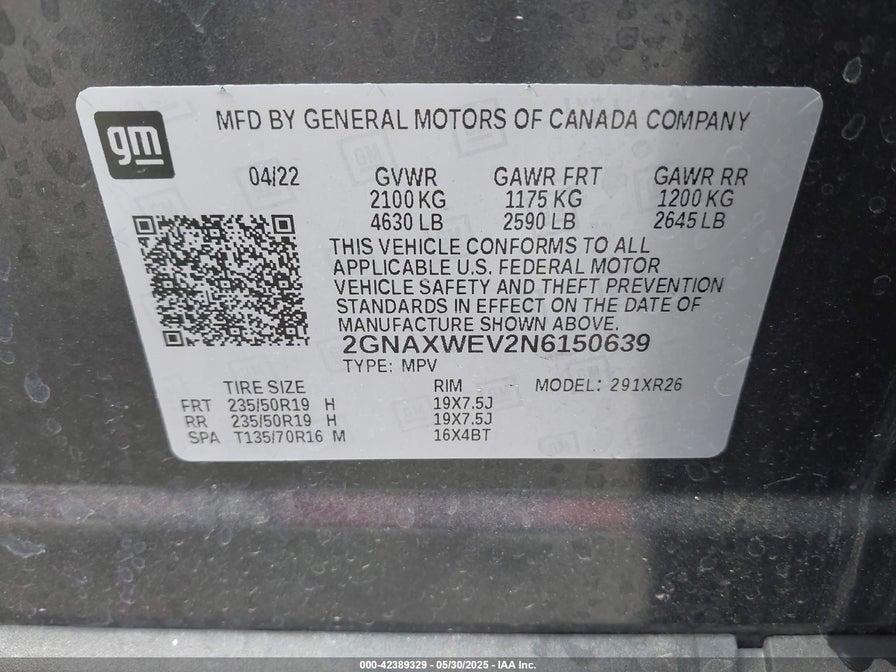 gm
MFD BY GENERAL MOTORS OF CANADA COMPANY
04/22 GVWR GAWR FRT GAWR RR
2100 KG 1175 KG 1200 KG
4630 LB 2590 LB 2645 LB
THIS VEHICLE CONFORMS TO ALL
APPLICABLE U.S. FEDERAL MOTOR
VEHICLE SAFETY AND THEFT PREVENTION
STANDARDS IN EFFECT ON THE DATE OF
MANUFACTURE SHOWN ABOVE.
2GNAXWEV2N6150639
TYPE: MPV
TIRE SIZE RIM MODEL: 291XR26
FRT 235/50R19 H 19X7.5J
RR 235/50R19 H 19X7.5J
SPA T135/70R16 M 16X4BT
000-42389329 — 05/30/2025 — IAA Inc.